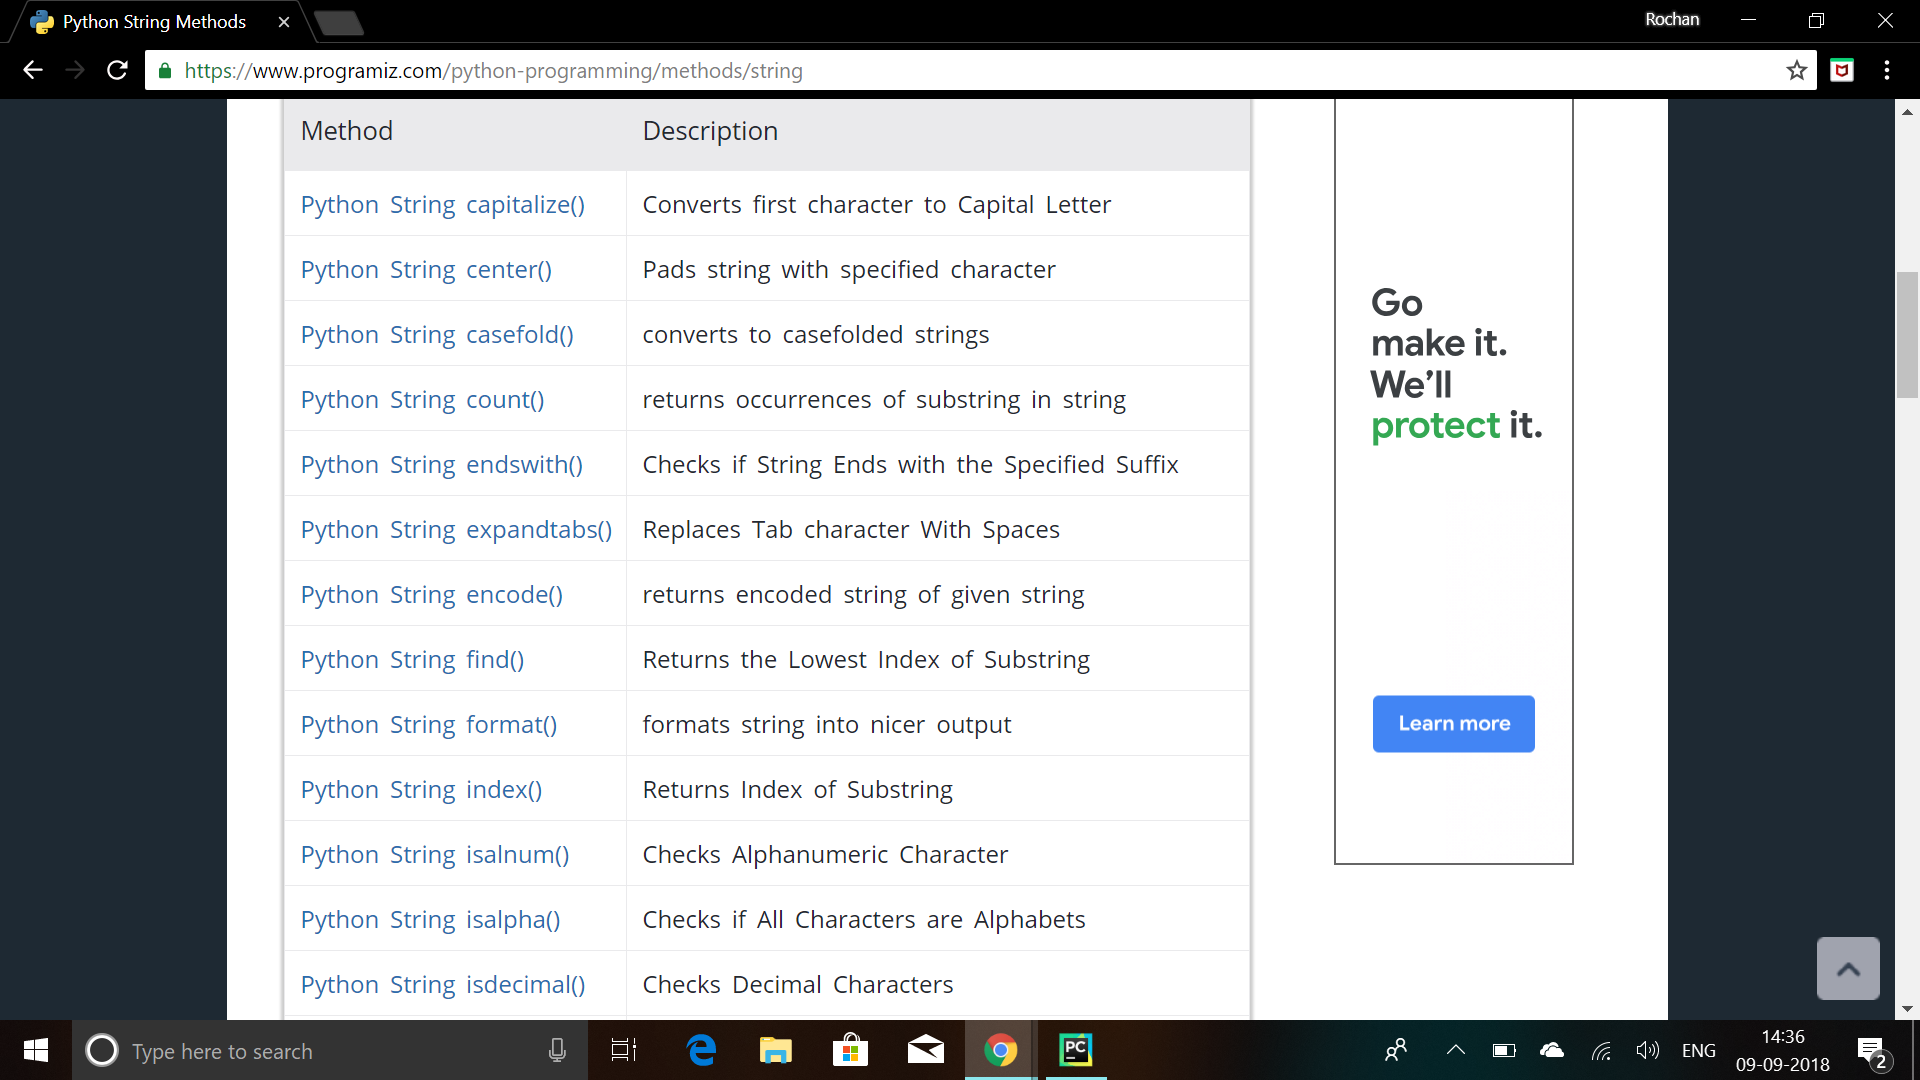 Python String Methods
Rochan
https://www.programiz.com/python-programming/methods/string
Method Description
Python String capitalize() Converts first character to Capital Letter
Python String center() Pads string with specified character
Python String casefold() converts to casefolded strings
Python String count() returns occurrences of substring in string
Python String endswith() Checks if String Ends with the Specified Suffix
Python String expandtabs() Replaces Tab character With Spaces
Python String encode() returns encoded string of given string
Python String find() Returns the Lowest Index of Substring
Python String format() formats string into nicer output
Python String index() Returns Index of Substring
Python String isalnum() Checks Alphanumeric Character
Python String isalpha() Checks if All Characters are Alphabets
Python String isdecimal() Checks Decimal Characters
Go
make it.
We'll
protect it.
Learn more
Type here to search
PC
ENG
14:36
09-09-2018
2